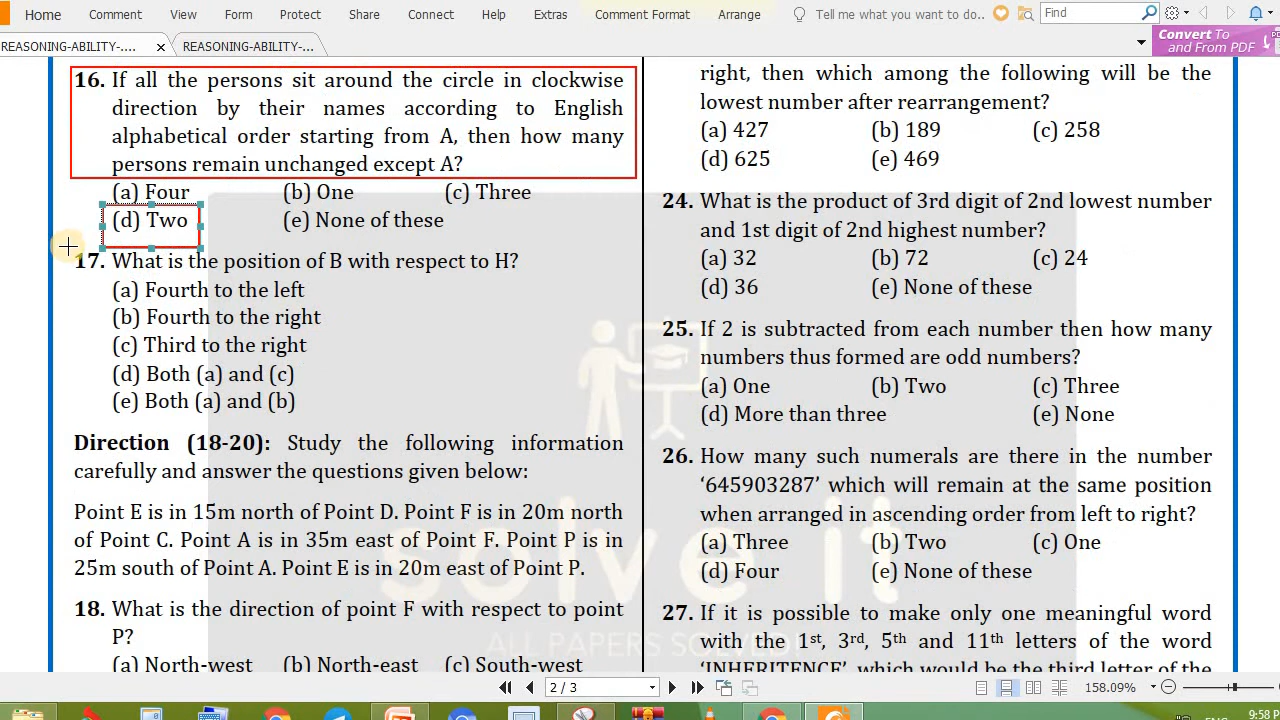 Home Comment View Form Protect Share Connect Help Extras Comment Format Arrange Tell me what you want to do.. Find
REASONING-ABILITY-.... × REASONING-ABILITY-... Convert To
and From PDF
16. If all the persons sit around the circle in clockwise
direction by their names according to English
alphabetical order starting from A, then how many
persons remain unchanged except A?
(a) Four (b) One (c) Three
(d) Two (e) None of these
17. What is the position of B with respect to H?
(a) Fourth to the left
(b) Fourth to the right
(c) Third to the right
(d) Both (a) and (c)
(e) Both (a) and (b)
Direction (18-20): Study the following information
carefully and answer the questions given below:
Point E is in 15m north of Point D. Point F is in 20m north
of Point C. Point A is in 35m east of Point F. Point P is in
25m south of Point A. Point E is in 20m east of Point P.
18. What is the direction of point F with respect to point
P?
(a) North-west (b) North-east (c) South-west
right, then which among the following will be the
lowest number after rearrangement?
(a) 427 (b) 189 (c) 258
(d) 625 (e) 469
24. What is the product of 3rd digit of 2nd lowest number
and 1st digit of 2nd highest number?
(a) 32 (b) 72 (c) 24
(d) 36 (e) None of these
25. If 2 is subtracted from each number then how many
numbers thus formed are odd numbers?
(a) One (b) Two (c) Three
(d) More than three (e) None
26. How many such numerals are there in the number
‘645903287’ which will remain at the same position
when arranged in ascending order from left to right?
(a) Three (b) Two (c) One
(d) Four (e) None of these
27. If it is possible to make only one meaningful word
with the 1st, 3rd, 5th and 11th letters of the word
‘INHERITENCE’, which would be the third letter of the
solve it
ALL PAPERS SOLVED!
2 / 3 158.09%
9:58 P